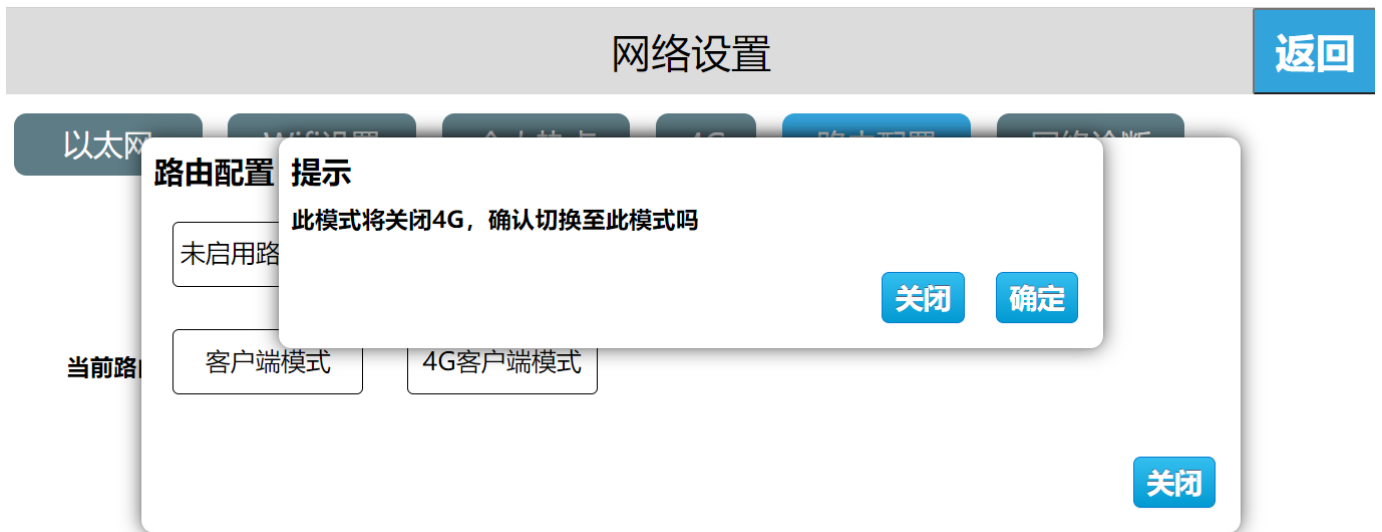 网络设置
返回
以太网
4G
路由配置
提示
此模式将关闭4G，确认切换至此模式吗
未启用路
关闭
确定
当前路
客户端模式
4G客户端模式
关闭